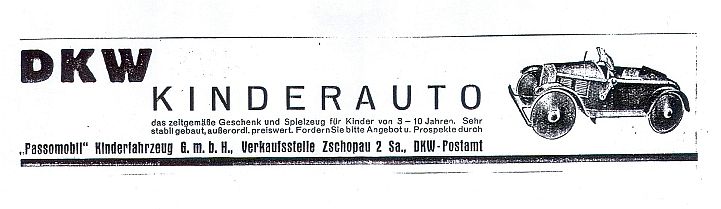 DKW
KINDERAUTO
das zeitgemäße Geschenk und Spielzeug für Kinder von 3 – 10 Jahren. Sehr
stabil gebaut, außerordl. preiswert. Fordern Sie bitte Angebot u. Prospekte durch
„Passomobil" Kinderfahrzeug G.m.b.H., Verkaufsstelle Zschopau 2 Sa., DKW-Postamt